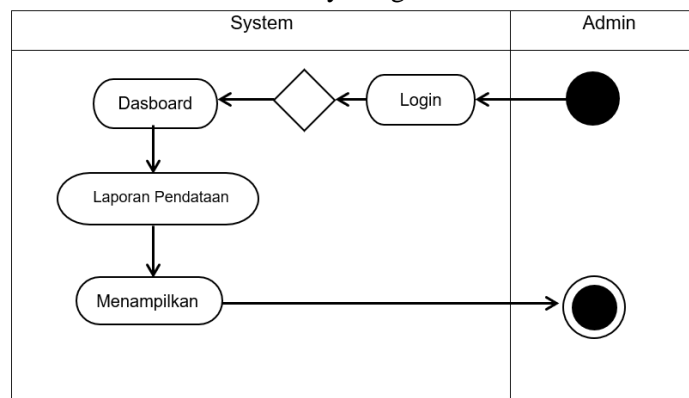 System
Admin
Dasboard
Login
Laporan Pendataan
Menampilkan